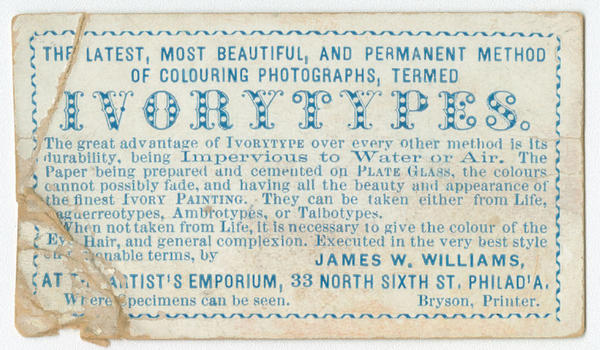 THE LATEST, MOST BEAUTIFUL, AND PERMANENT METHOD
OF COLOURING PHOTOGRAPHS, TERMED
IVORYTYPES.
The great advantage of IVORYTYPE over every other method is its
durability, being Impervious to Water or Air. The
Paper being prepared and cemented on PLATE GLASS, the colours
cannot possibly fade, and having all the beauty and appearance of
the finest IVORY PAINTING. They can be taken either from Life,
aguerreotypes, Ambrotypes, or Talbotypes.
When not taken from Life, it is necessary to give the colour of the
Eye, Hair, and general complexion. Executed in the very best style
onable terms, by JAMES W. WILLIAMS,
AT ARTIST'S EMPORIUM, 33 NORTH SIXTH ST. PHILAD'A.
Where Specimens can be seen. Bryson, Printer.